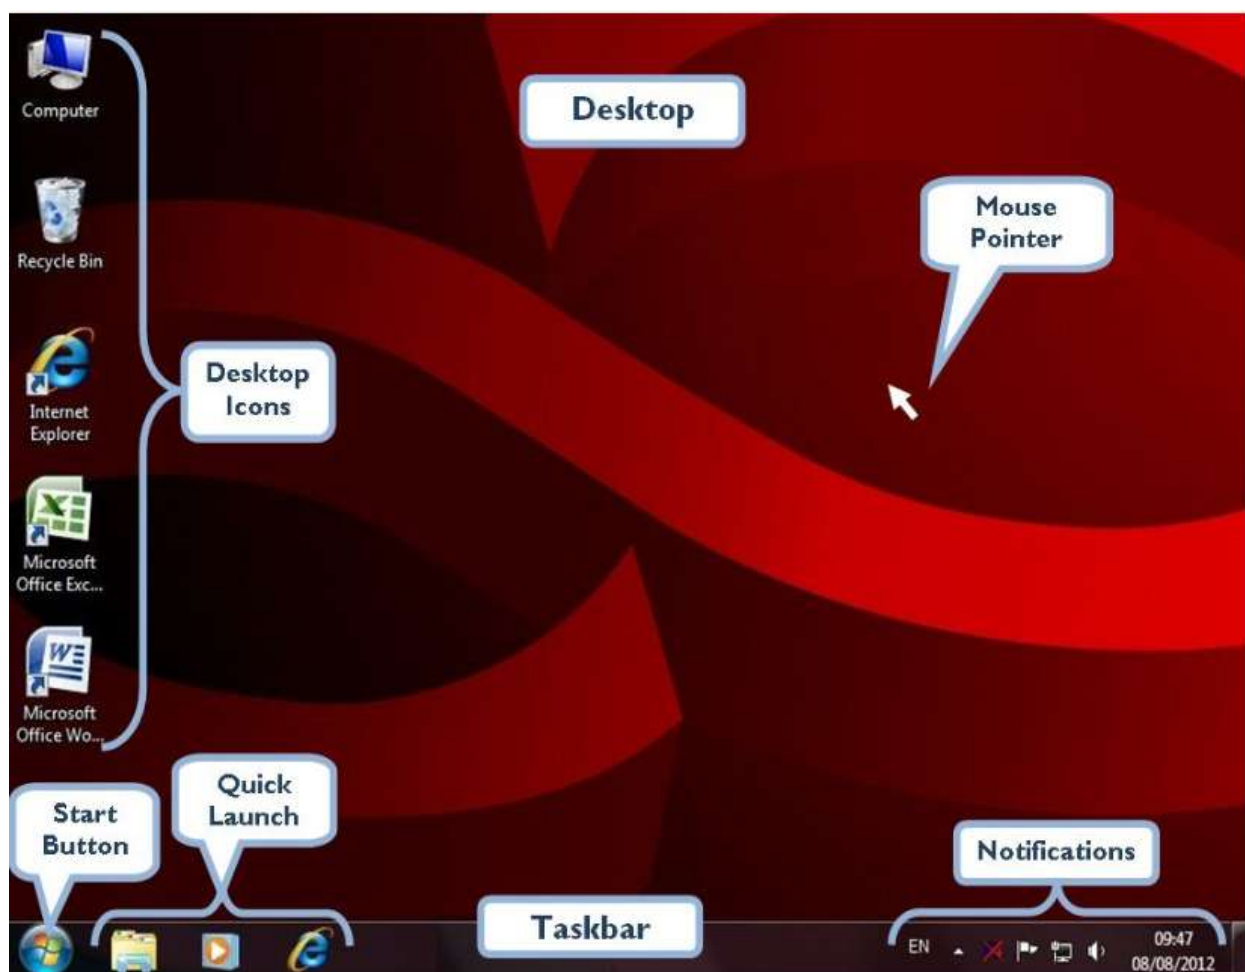 Computer
Recycle Bin
Internet
Explorer
Microsoft
Office Exc...
Microsoft
Office Wo...
Desktop
Mouse
Pointer
Desktop
Icons
Start
Button
Quick
Launch
Taskbar
Notifications
EN
09:47
08/08/2012